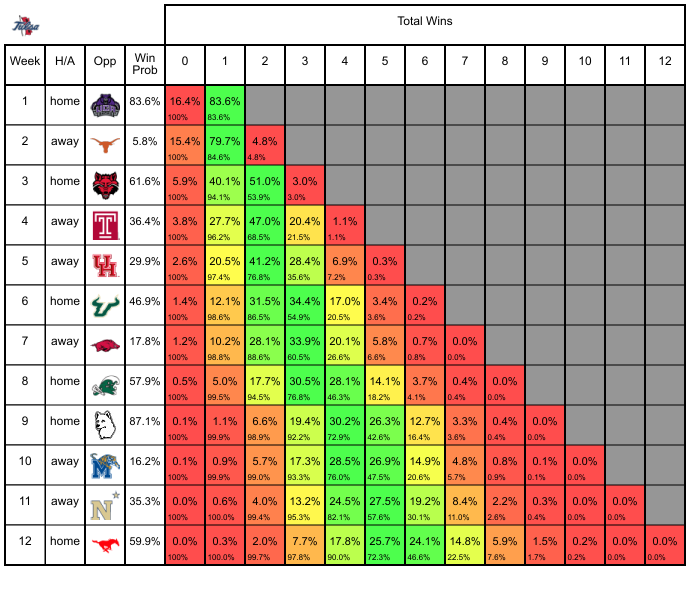 Tulsa
Total Wins
Week H/A Opp Win Prob 0 1 2 3 4 5 6 7 8 9 10 11 12
1 home 83.6% 16.4% 83.6%
100% 83.6%
2 away 5.8% 15.4% 79.7% 4.8%
100% 84.6% 4.8%
3 home 61.6% 5.9% 40.1% 51.0% 3.0%
100% 94.1% 53.9% 3.0%
4 away T 36.4% 3.8% 27.7% 47.0% 20.4% 1.1%
100% 96.2% 68.5% 21.5% 1.1%
5 away UH 29.9% 2.6% 20.5% 41.2% 28.4% 6.9% 0.3%
100% 97.4% 76.8% 35.6% 7.2% 0.3%
6 home 46.9% 1.4% 12.1% 31.5% 34.4% 17.0% 3.4% 0.2%
100% 98.6% 86.5% 54.9% 20.5% 3.6% 0.2%
7 away 17.8% 1.2% 10.2% 28.1% 33.9% 20.1% 5.8% 0.7% 0.0%
100% 98.8% 88.6% 60.5% 26.6% 6.6% 0.8% 0.0%
8 home 57.9% 0.5% 5.0% 17.7% 30.5% 28.1% 14.1% 3.7% 0.4% 0.0%
100% 99.5% 94.5% 76.8% 46.3% 18.2% 4.1% 0.4% 0.0%
9 home 87.1% 0.1% 1.1% 6.6% 19.4% 30.2% 26.3% 12.7% 3.3% 0.4% 0.0%
100% 99.9% 98.9% 92.2% 72.9% 42.6% 16.4% 3.6% 0.4% 0.0%
10 away M 16.2% 0.1% 0.9% 5.7% 17.3% 28.5% 26.9% 14.9% 4.8% 0.8% 0.1% 0.0%
100% 99.9% 99.0% 93.3% 76.0% 47.5% 20.6% 5.7% 0.9% 0.1% 0.0%
11 away N 35.3% 0.0% 0.6% 4.0% 13.2% 24.5% 27.5% 19.2% 8.4% 2.2% 0.3% 0.0% 0.0%
100% 100.0% 99.4% 95.3% 82.1% 57.6% 30.1% 11.0% 2.6% 0.4% 0.0% 0.0%
12 home 59.9% 0.0% 0.3% 2.0% 7.7% 17.8% 25.7% 24.1% 14.8% 5.9% 1.5% 0.2% 0.0% 0.0%
100% 100.0% 99.7% 97.8% 90.0% 72.3% 46.6% 22.5% 7.6% 1.7% 0.2% 0.0% 0.0%